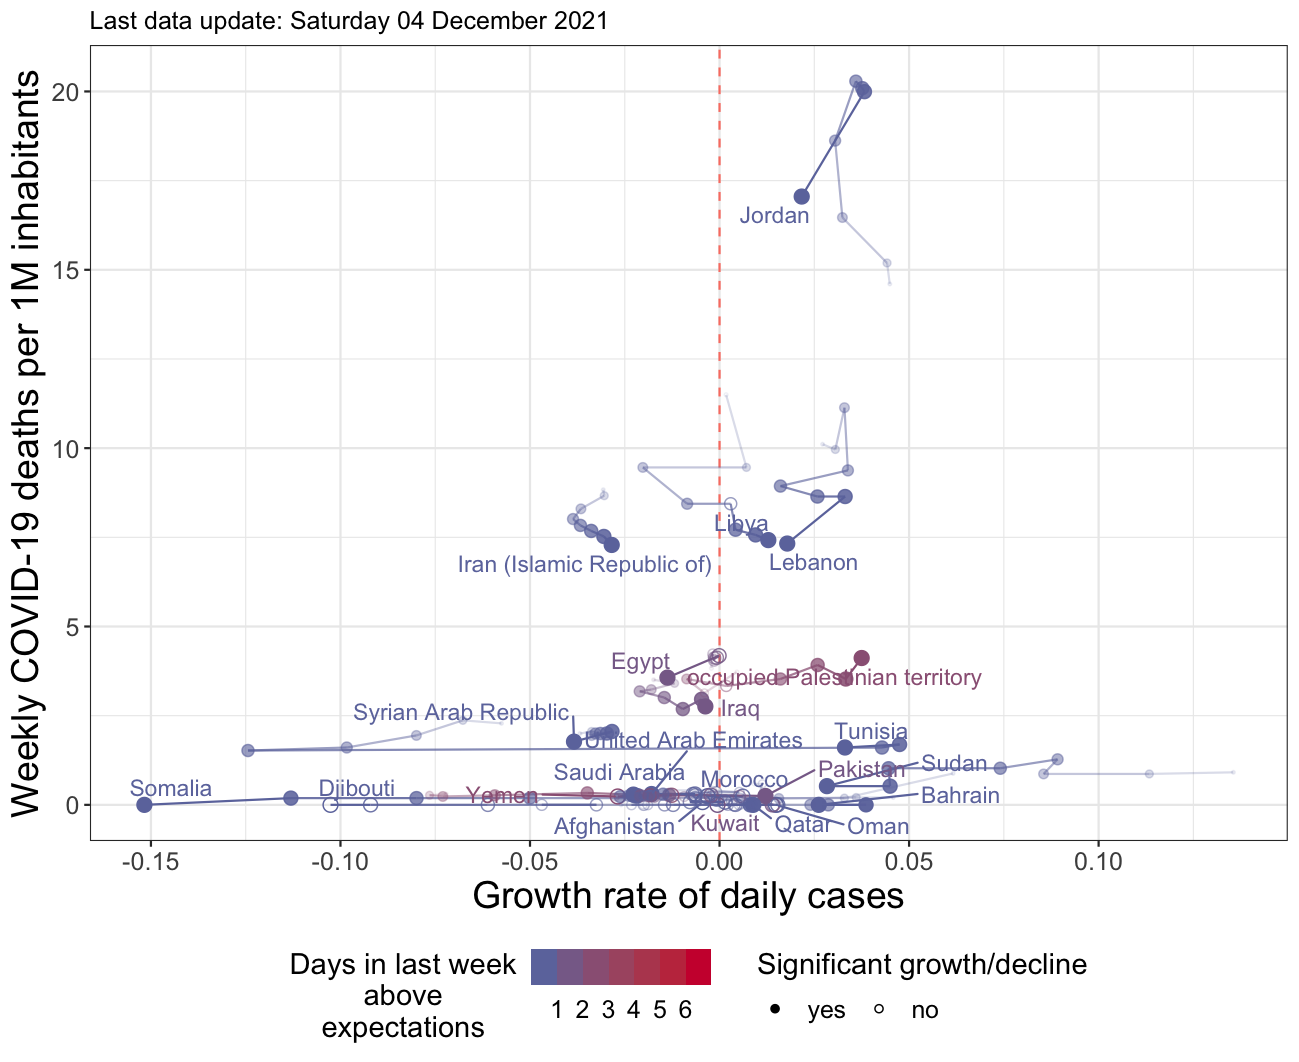 Last data update: Saturday 04 December 2021
Weekly COVID-19 deaths per 1M inhabitants
20
15
10
5
0
Jordan
Libya
Iran (Islamic Republic of)
Lebanon
Egypt
occupied Palestinian territory
Iraq
Syrian Arab Republic
Tunisia
United Arab Emirates
Sudan
Saudi Arabia
Pakistan
Morocco
Somalia
Djibouti
Yemen
Bahrain
Afghanistan
Kuwait
Qatar
Oman
-0.15
-0.10
-0.05
0.00
0.05
0.10
Growth rate of daily cases
Days in last week
above
expectations
1 2 3 4 5 6
Significant growth/decline
yes
no